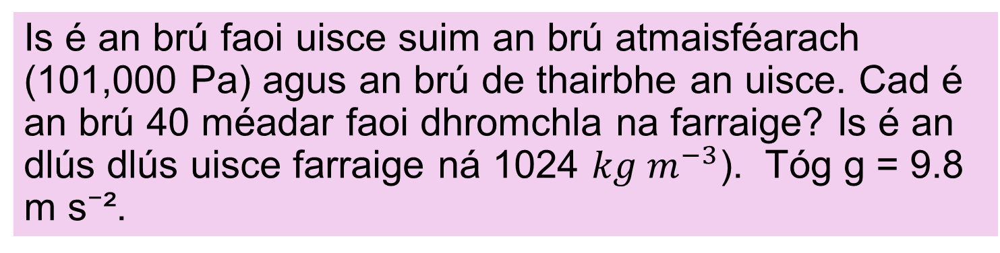 Is é an brú faoi uisce suim an brú atmaisféarach
(101,000 Pa) agus an brú de thairbhe an uisce. Cad é
an brú 40 méadar faoi dhromchla na farraige? Is é an
dlús dlús uisce farraige ná 1024 kg m⁻³). Tóg g = 9.8
m s⁻².